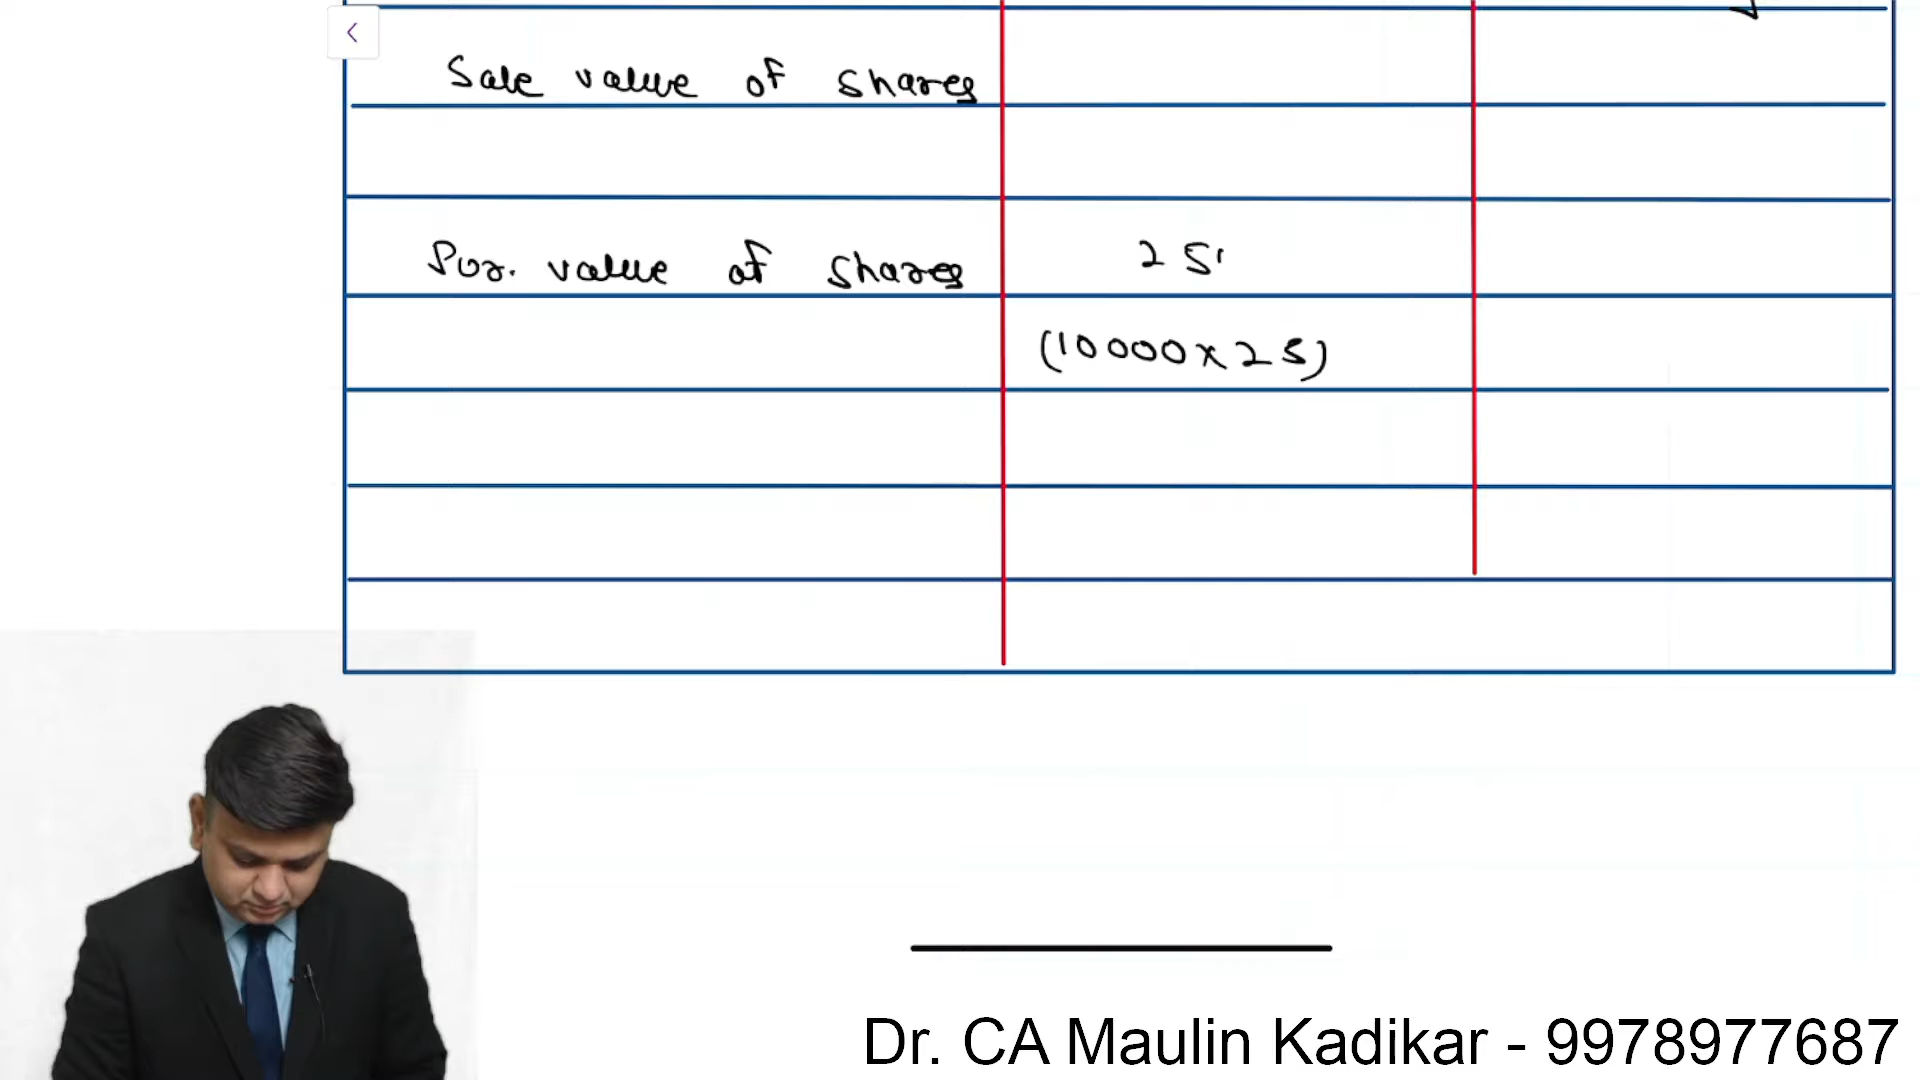 Sale value of shares
Pur. value of shares 25
(10000 x 25)
Dr. CA Maulin Kadikar - 9978977687